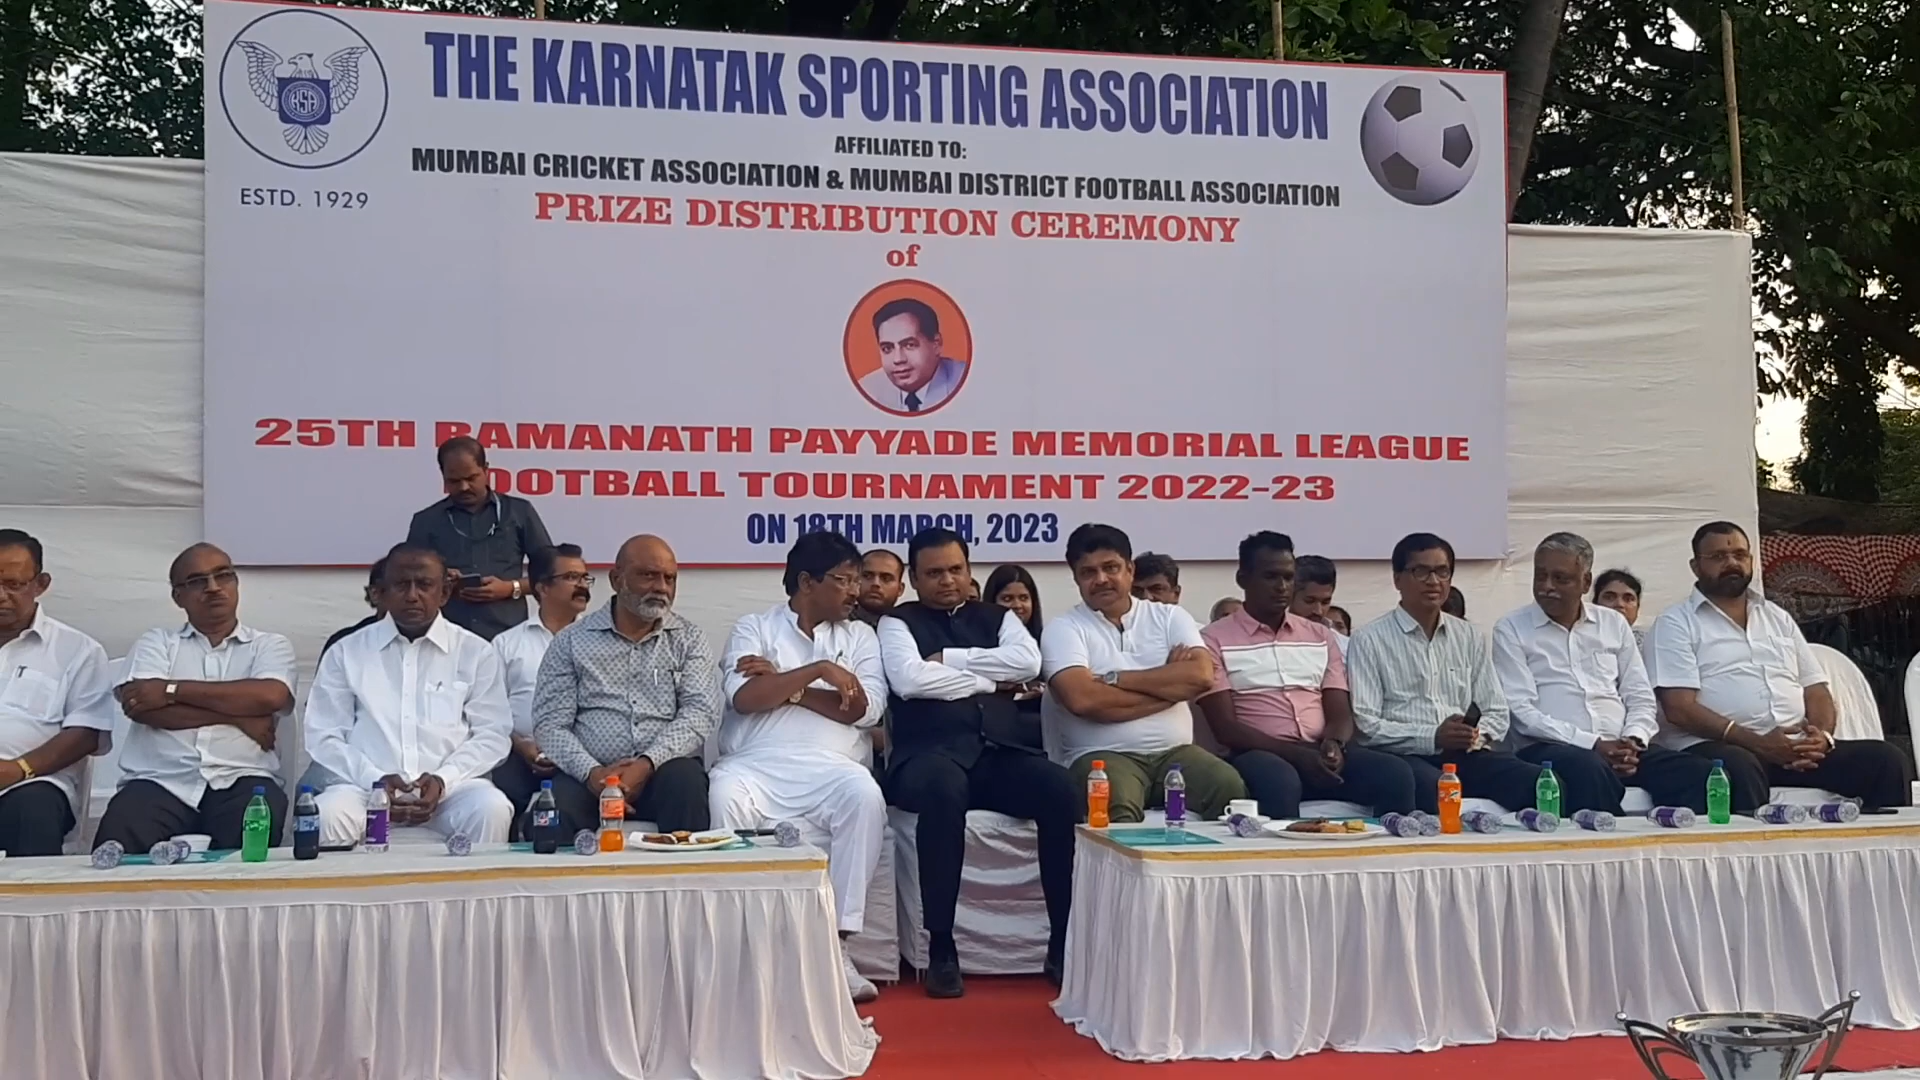 THE KARNATAK SPORTING ASSOCIATION
KSA
ESTD. 1929
AFFILIATED TO:
MUMBAI CRICKET ASSOCIATION & MUMBAI DISTRICT FOOTBALL ASSOCIATION
PRIZE DISTRIBUTION CEREMONY
of
25TH RAMANATH PAYYADE MEMORIAL LEAGUE
FOOTBALL TOURNAMENT 2022-23
ON 18TH MARCH, 2023